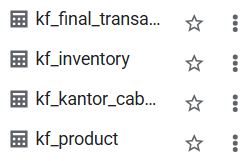 kf_final_transa...
kf_inventory
kf_kantor_cab...
kf_product